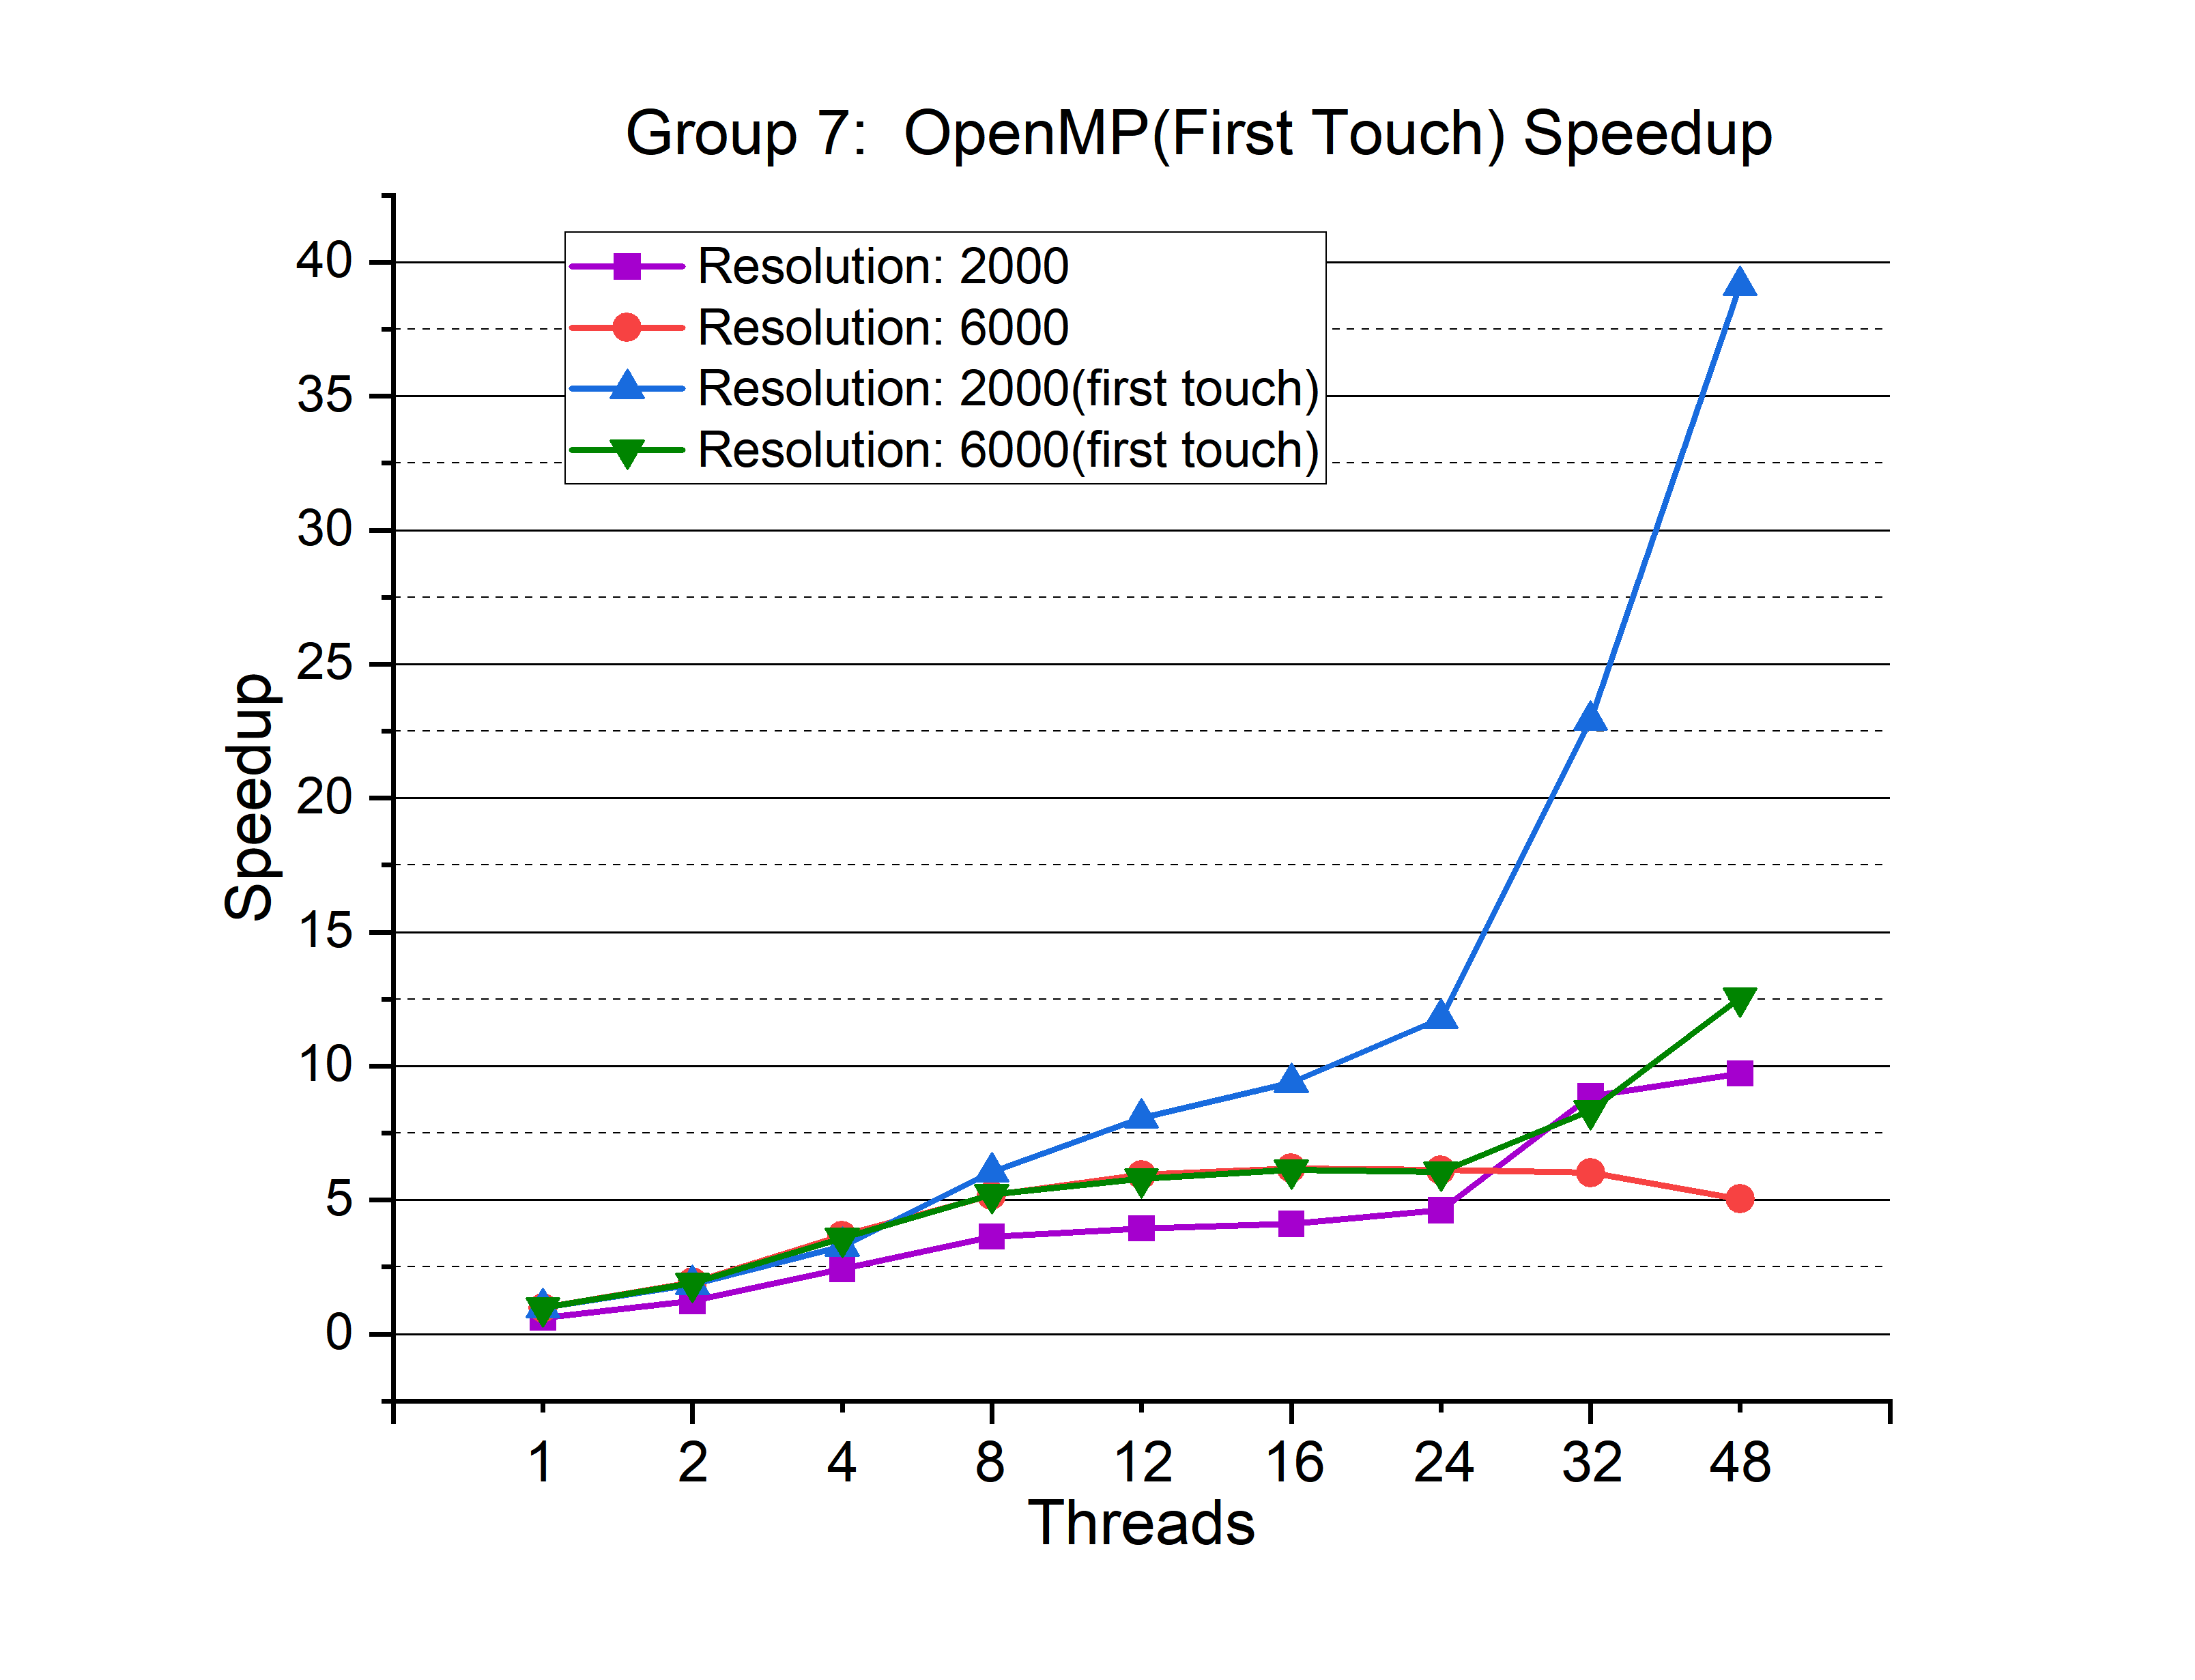 Group 7:  OpenMP(First Touch) Speedup
Resolution: 2000
Resolution: 6000
Resolution: 2000(first touch)
Resolution: 6000(first touch)
Speedup
40
35
30
25
20
15
10
5
0
1 2 4 8 12 16 24 32 48
Threads